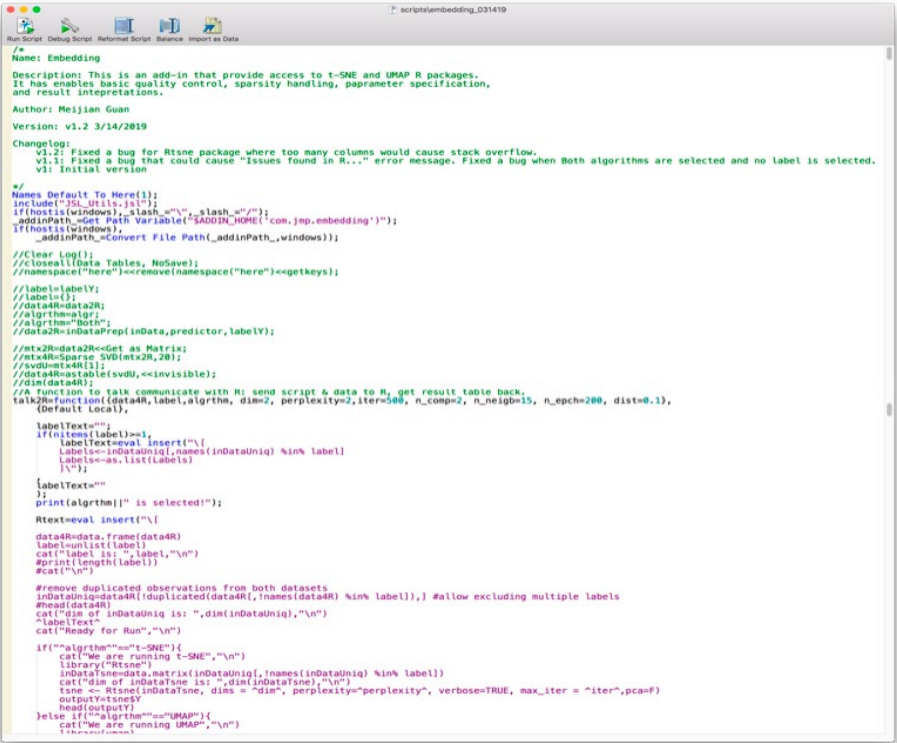 scripts\embedding_031419
Run Script Debug Script Reformat Script Balance Import as Data
/*
Name: Embedding
Description: This is an add-in that provide access to t-SNE and UMAP R packages.
It has enables basic quality control, sparsity handling, paprameter specification,
and result intepretations.
Author: Meijian Guan
Version: v1.2 3/14/2019
Changelog:
v1.2: Fixed a bug for Rtsne package where too many columns would cause stack overflow.
v1.1: Fixed a bug that could cause "Issues found in R..." error message. Fixed a bug when Both algorithms are selected and no label is selected.
v1: Initial version
*/
Names Default To Here(1);
include("JSL_Utils.jsl");
if(hostis(windows),_slash_="\",_slash_="/");
_addinPath_=Get Path Variable("$ADDIN_HOME('com.jmp.embedding')");
if(hostis(windows),
_addinPath_=Convert File Path(_addinPath_,windows));
//Clear Log();
//closeall(Data Tables, NoSave);
//namespace("here")<<remove(namespace("here")<<getkeys);
//label=labelY;
//label={};
//data4R=data2R;
//algrthm=algr;
//algrthm="Both";
//data2R=inDataPrep(inData,predictor,labelY);
//mtx2R=data2R<<Get as Matrix;
//mtx4R=Sparse SVD(mtx2R,20);
//svdU=mtx4R[1];
//data4R=astable(svdU,<<invisible);
//dim(data4R);
//A function to talk communicate with R: send script & data to R, get result table back.
talk2R=function({data4R,label,algrthm, dim=2, perplexity=2,iter=500, n_comp=2, n_neigb=15, n_epch=200, dist=0.1},
{Default Local},
labelText="";
if(nitems(label)>=1,
labelText=eval insert("\[
Labels<-inDataUniq[,names(inDataUniq) %in% label]
Labels<-as.list(Labels)
]\");
,
labelText=""
);
print(algrthm||" is selected!");
Rtext=eval insert("\[
data4R=data.frame(data4R)
label=unlist(label)
cat("label is: ",label,"\n")
#print(length(label))
#cat("\n")
#remove duplicated observations from both datasets
inDataUniq=data4R[!duplicated(data4R[,!names(data4R) %in% label]),] #allow excluding multiple labels
#head(data4R)
cat("dim of inDataUniq is: ",dim(inDataUniq),"\n")
^labelText^
cat("Ready for Run","\n")
if("^algrthm^"=="t-SNE"){
cat("We are running t-SNE","\n")
library("Rtsne")
inDataTsne=data.matrix(inDataUniq[,!names(inDataUniq) %in% label])
cat("dim of inDataTsne is: ",dim(inDataTsne),"\n")
tsne <- Rtsne(inDataTsne, dims = ^dim^, perplexity=^perplexity^, verbose=TRUE, max_iter = ^iter^,pca=F)
outputY=tsne$Y
head(outputY)
}else if("^algrthm^"=="UMAP"){
cat("We are running UMAP","\n")
library(umap)